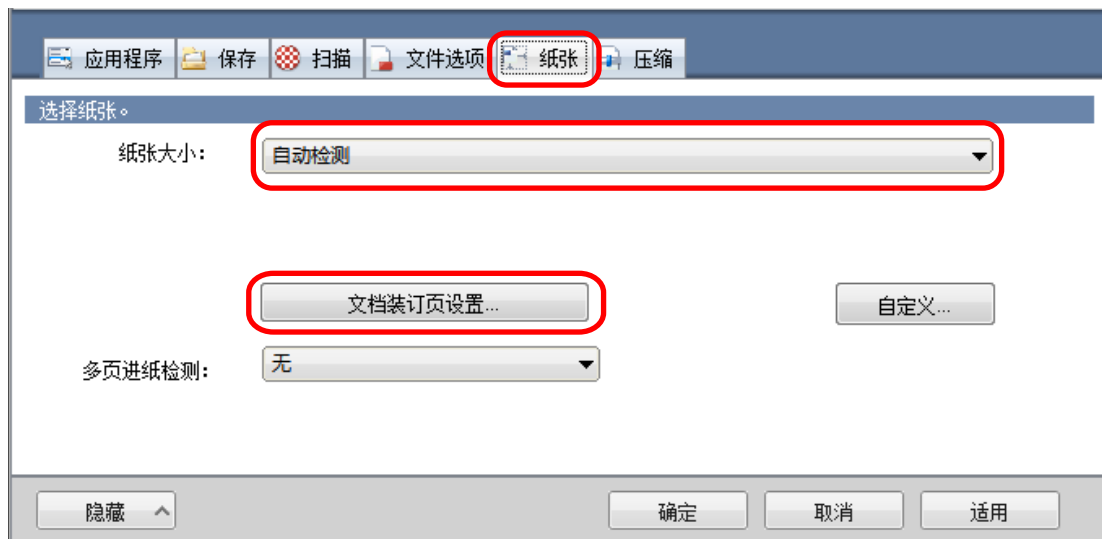 应用程序 保存 扫描 文件选项 纸张 压缩
选择纸张。
纸张大小： 自动检测
文档装订页设置... 自定义...
多页进纸检测： 无
隐藏 确定 取消 适用